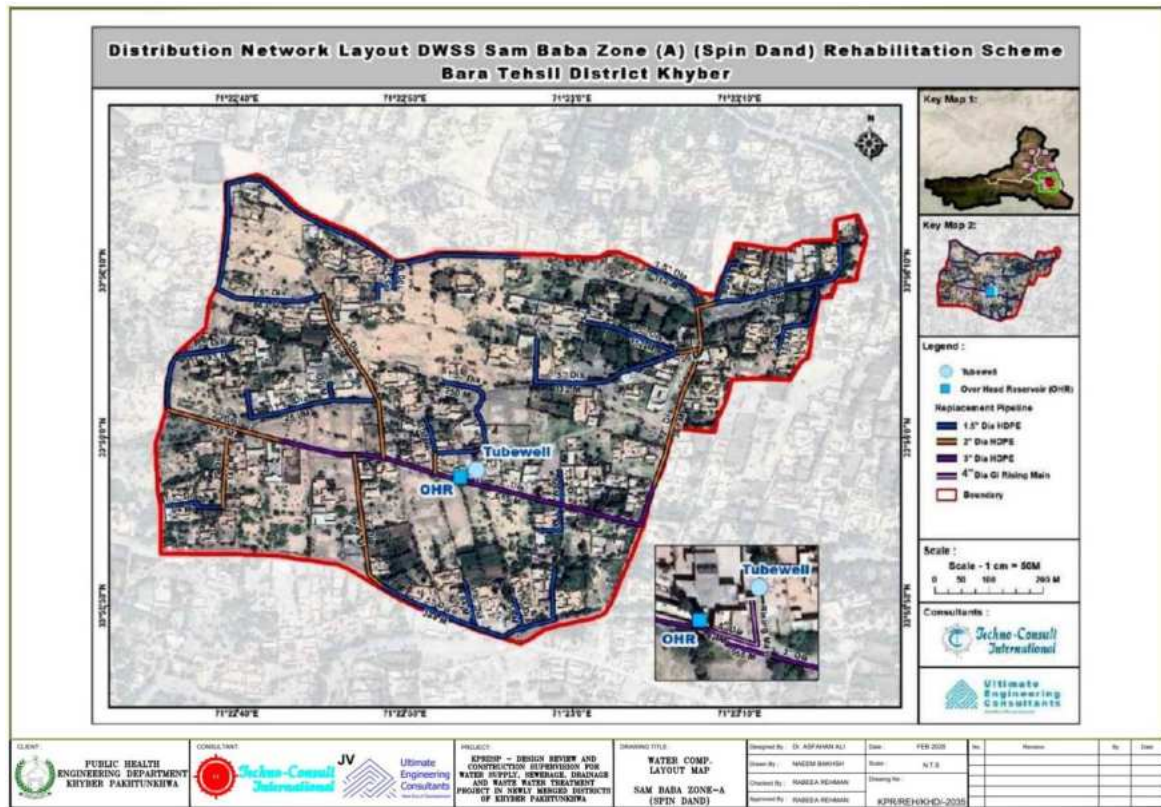 Distribution Network Layout DWSS Sam Baba Zone (A) (Spin Dand) Rehabilitation Scheme
Bara Tehsil District Khyber
71°22'40"E 71°22'50"E 71°23'0"E 71°23'10"E
N
Key Map 1:
Key Map 2:
Legend :
Tubewell
Over Head Reservoir (OHR)
Replacement Pipeline
1.5" Dia HDPE
2" Dia HDPE
3" Dia HDPE
4" Dia GI Rising Main
Boundary
Tubewell
OHR
Tubewell
OHR
Scale :
Scale - 1 cm = 50M
0 50 100 200 M
Consultants :
Techno-Consult
International
Ultimate
Engineering
Consultants
71°22'40"E 71°22'50"E 71°23'0"E 71°23'10"E
CLIENT:
PUBLIC HEALTH
ENGINEERING DEPARTMENT
KHYBER PAKHTUNKHWA
CONSULTANT:
Techno-Consult
International
JV
Ultimate
Engineering
Consultants
PROJECT:
KPRIISP - DESIGN REVIEW AND
CONSTRUCTION SUPERVISION FOR
WATER SUPPLY, SEWERAGE, DRAINAGE
AND WASTE WATER TREATMENT
PROJECT IN NEWLY MERGED DISTRICTS
OF KHYBER PAKHTUNKHWA
DRAWING TITLE:
WATER COMP.
LAYOUT MAP
SAM BABA ZONE-A
(SPIN DAND)
Designed By : Dr. ASFAHAN ALI
Drawn By : NAEEM BAKHSH
Checked By : RABEEA REHMAN
Approved By : RABEEA REHMAN
Date : FEB 2025
Scale : N.T.S
Drawing No :
KPR/REH/KHD/-2035
No. Revision By Date